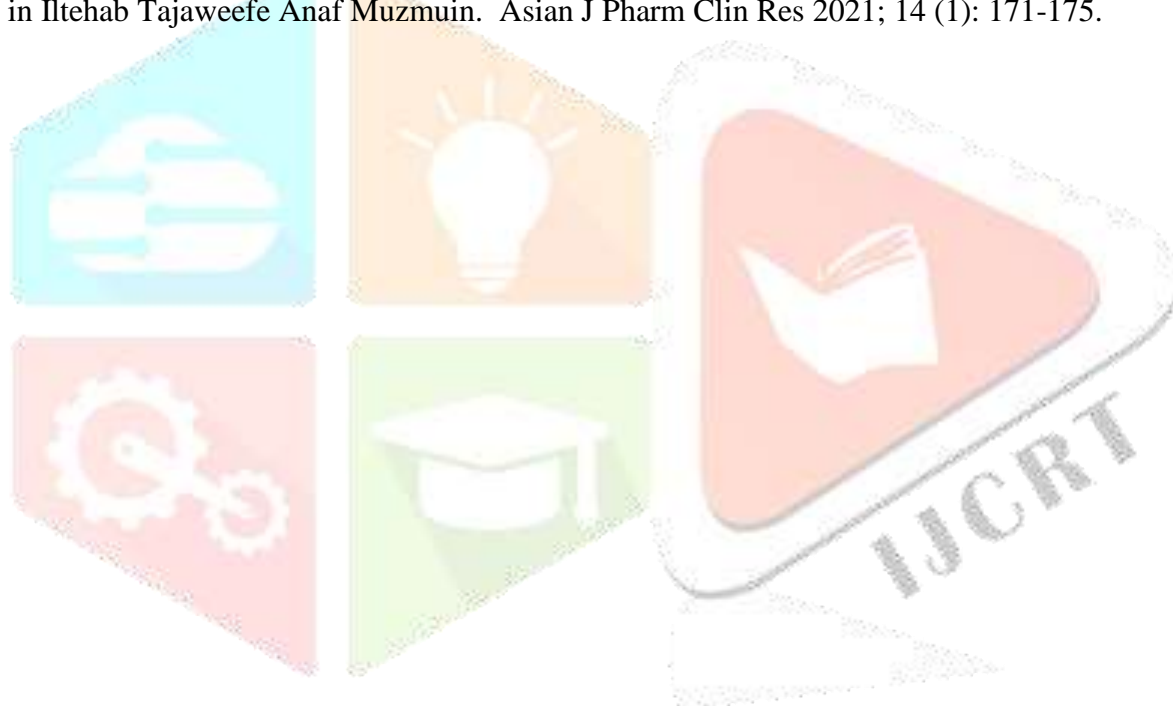 in Iltehab Tajaweefe Anaf Muzmuin. Asian J Pharm Clin Res 2021; 14 (1): 171-175.
IJCRT